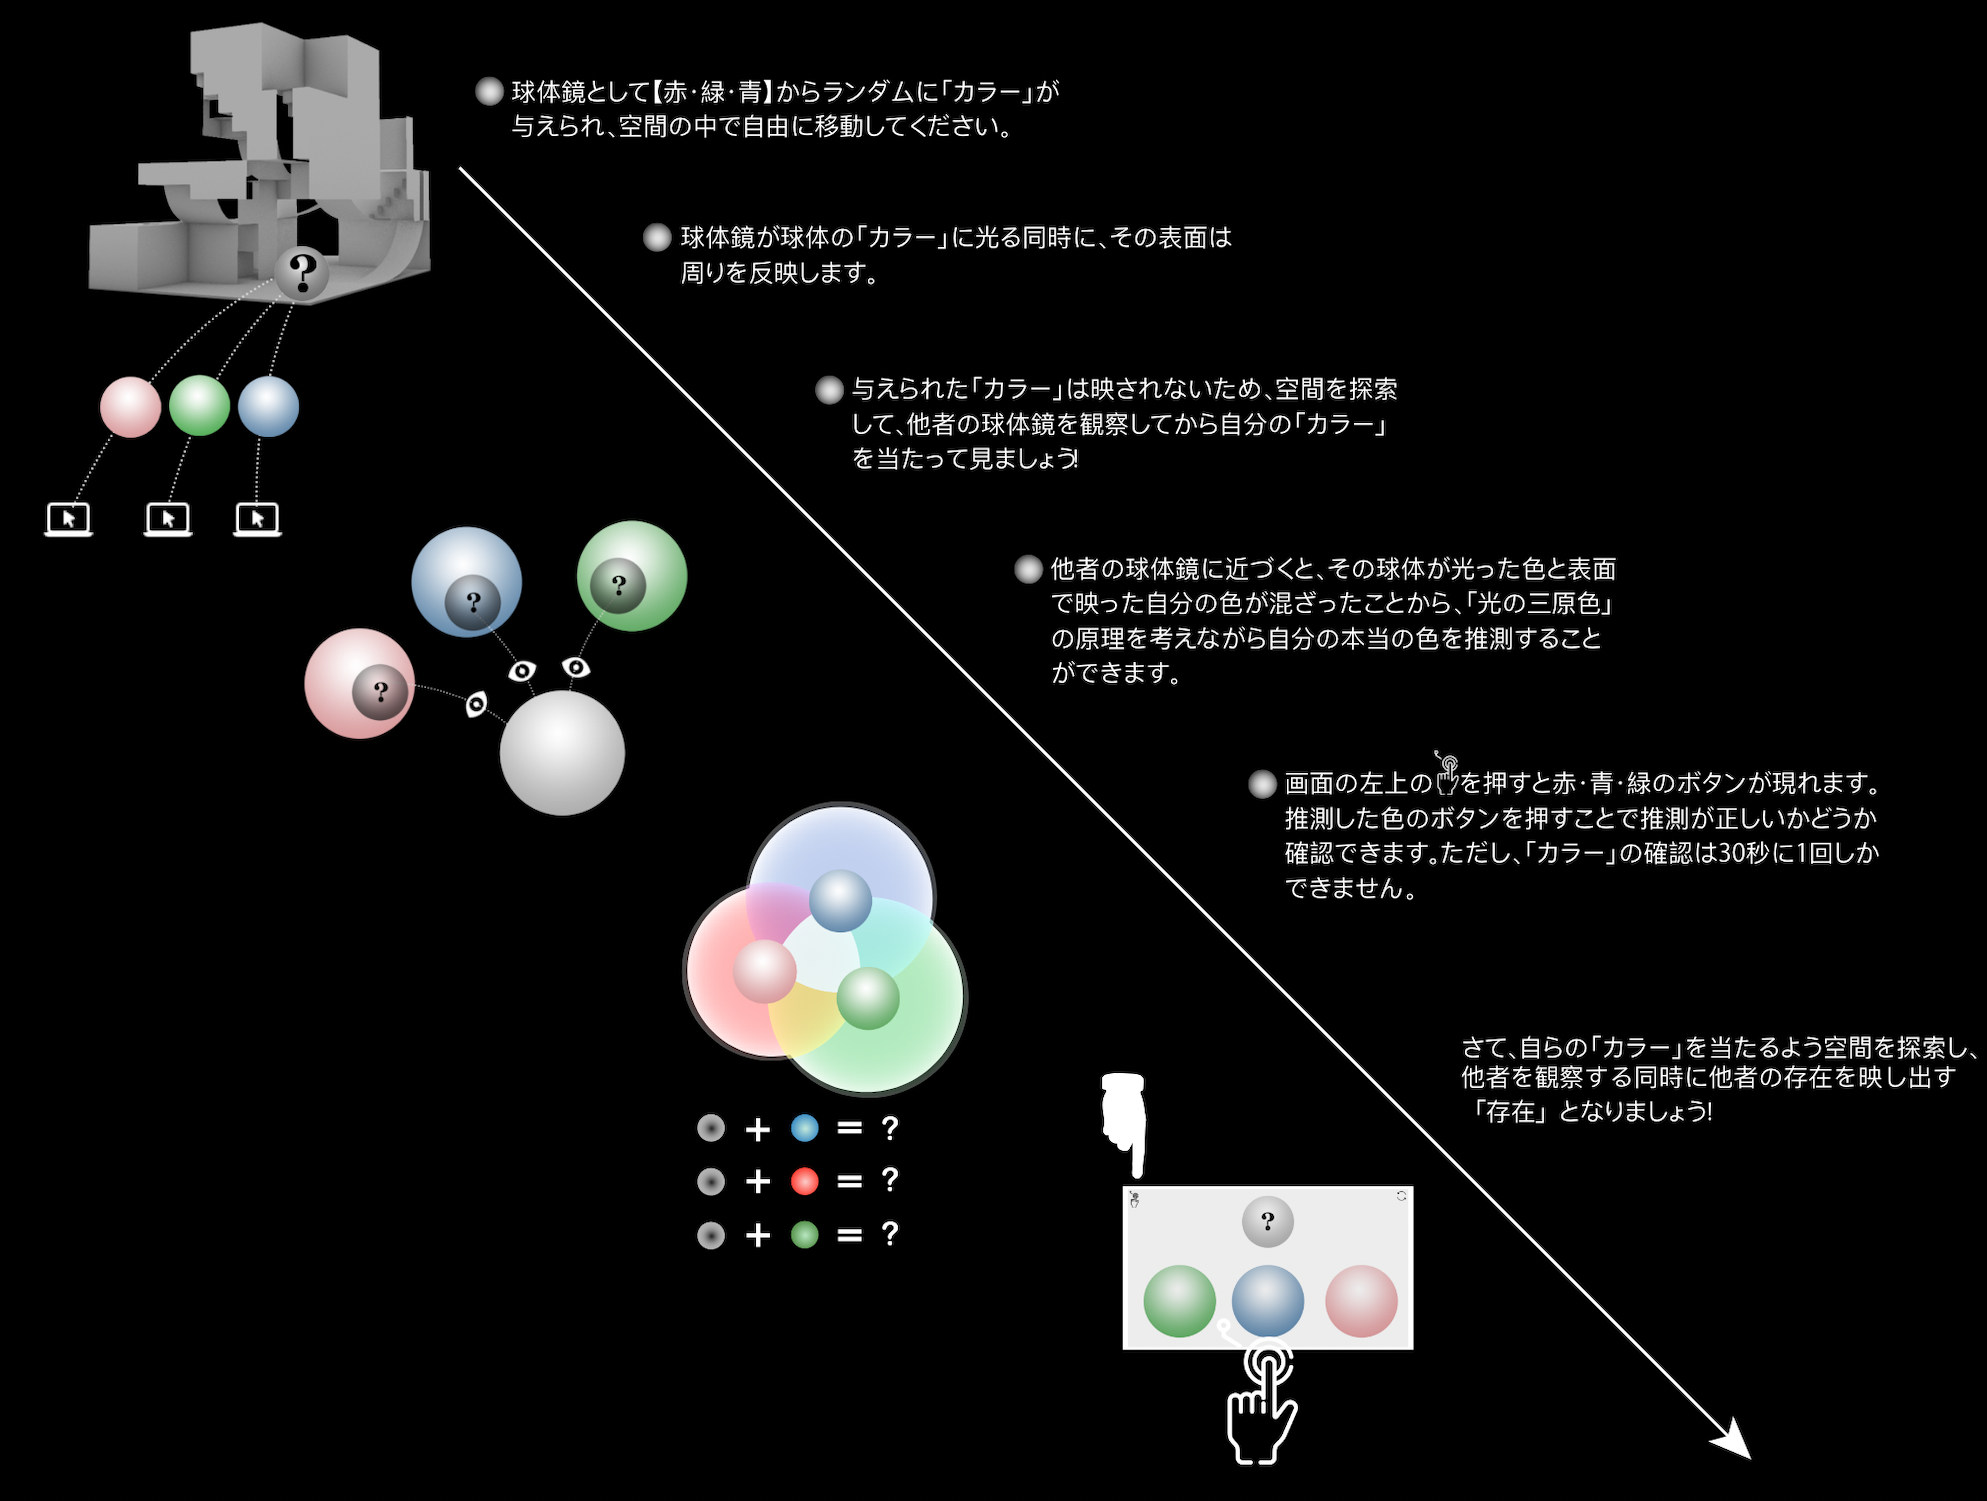 球体鏡として【赤・緑・青】からランダムに「カラー」が
与えられ、空間の中で自由に移動してください。
球体鏡が球体の「カラー」に光る同時に、その表面は
周りを反映します。
与えられた「カラー」は映されないため、空間を探索
して、他者の球体鏡を観察してから自分の「カラー」
を当たって見ましょう!
他者の球体鏡に近づくと、その球体が光った色と表面
で映った自分の色が混ざったことから、「光の三原色」
の原理を考えながら自分の本当の色を推測すること
ができます。
画面の左上のを押すと赤・青・緑のボタンが現れます。
推測した色のボタンを押すことで推測が正しいかどうか
確認できます。ただし、「カラー」の確認は30秒に1回しか
できません。
さて、自らの「カラー」を当たるよう空間を探索し、
他者を観察する同時に他者の存在を映し出す
「存在」となりましょう!
?
?
?
?
+ = ?
+ = ?
+ = ?
?